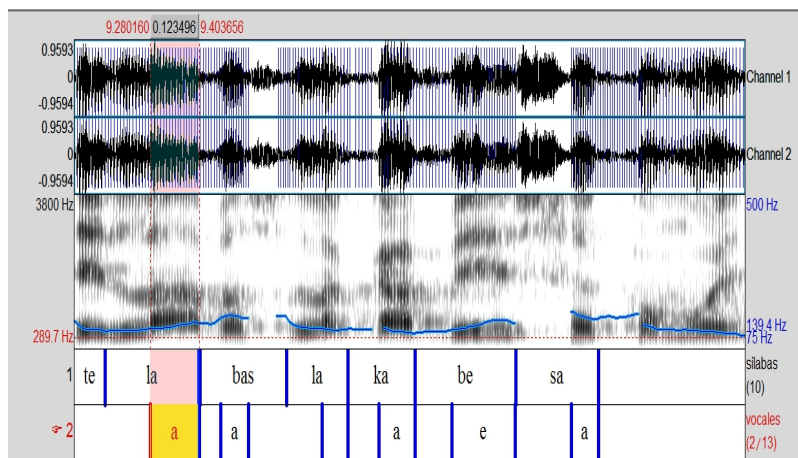 9.280160 0.123496 9.403656
0.9593
0
-0.9594
Channel 1
0.9593
0
-0.9594
Channel 2
3800 Hz
500 Hz
289.7 Hz
139.4 Hz
75 Hz
1 te la bas la ka be sa
silabas
(10)
☞ 2 a a a e a
vocales
(2/13)